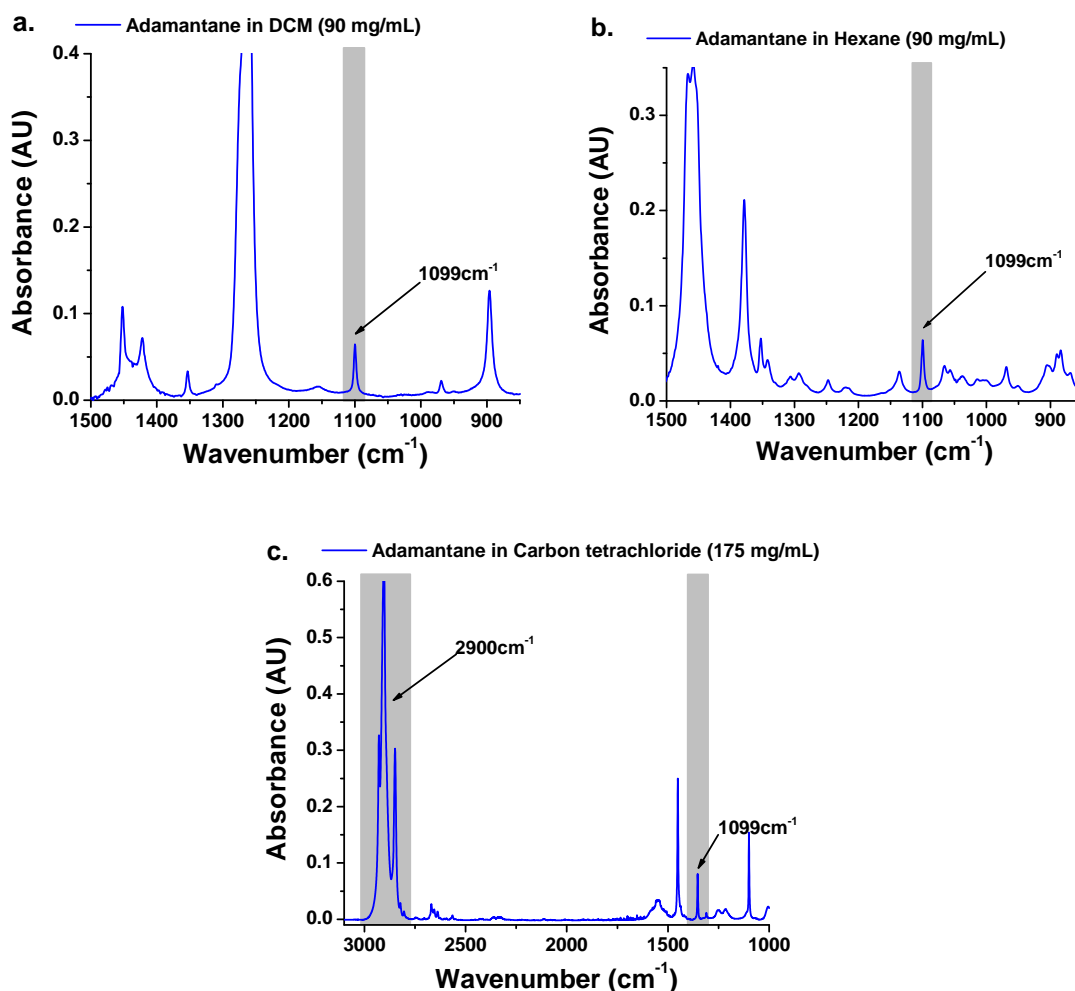 a.
Adamantane in DCM (90 mg/mL)
0.4
0.3
0.2
0.1
0.0
Absorbance (AU)
1099cm⁻¹
1500 1400 1300 1200 1100 1000 900
Wavenumber (cm⁻¹)
b.
Adamantane in Hexane (90 mg/mL)
0.3
0.2
0.1
0.0
Absorbance (AU)
1099cm⁻¹
1500 1400 1300 1200 1100 1000 900
Wavenumber (cm⁻¹)
c.
Adamantane in Carbon tetrachloride (175 mg/mL)
0.6
0.5
0.4
0.3
0.2
0.1
0.0
Absorbance (AU)
2900cm⁻¹
1099cm⁻¹
3000 2500 2000 1500 1000
Wavenumber (cm⁻¹)